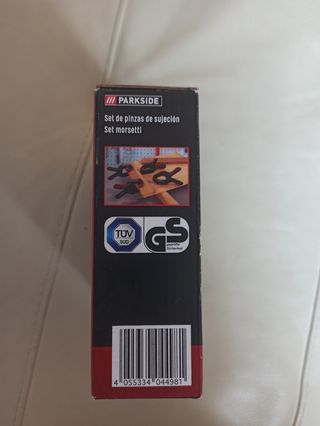 /// PARKSIDE
Set de pinzas de sujeción
Set morsetti
TÜV
SÜD
GS
4 055334 044981